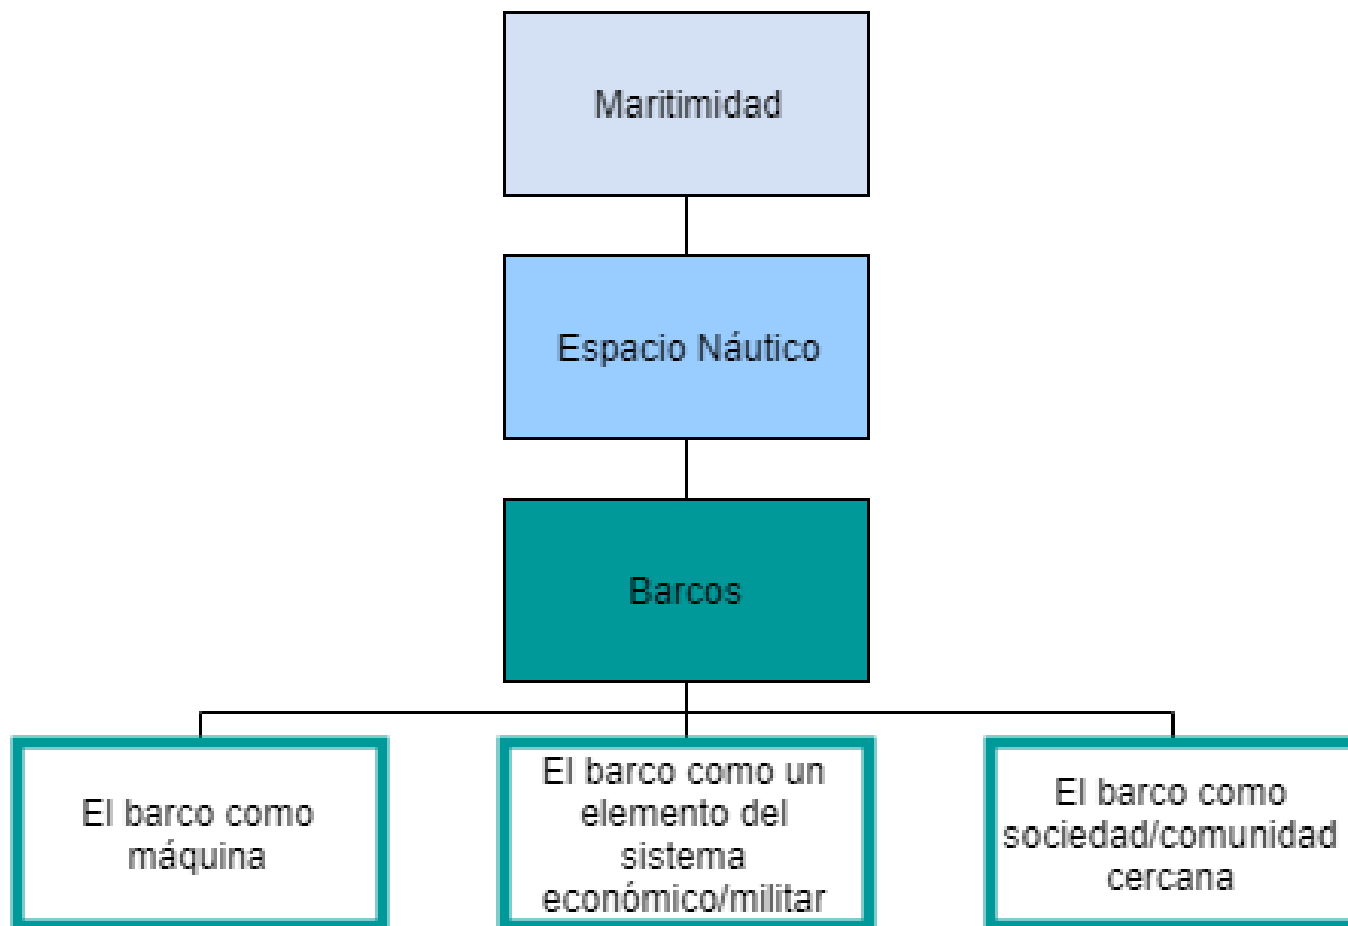 Maritimidad
Espacio Náutico
Barcos
El barco como
máquina
El barco como un
elemento del
sistema
económico/militar
El barco como
sociedad/comunidad
cercana